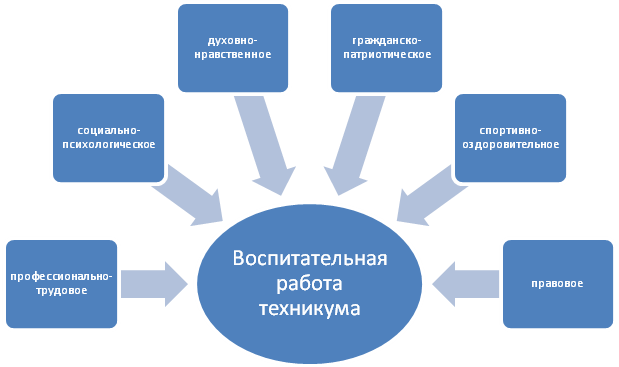 духовно-
нравственное
гражданско-
патриотическое
социально-
психологическое
спортивно-
оздоровительное
профессионально-
трудовое
Воспитательная
работа
техникума
правовое